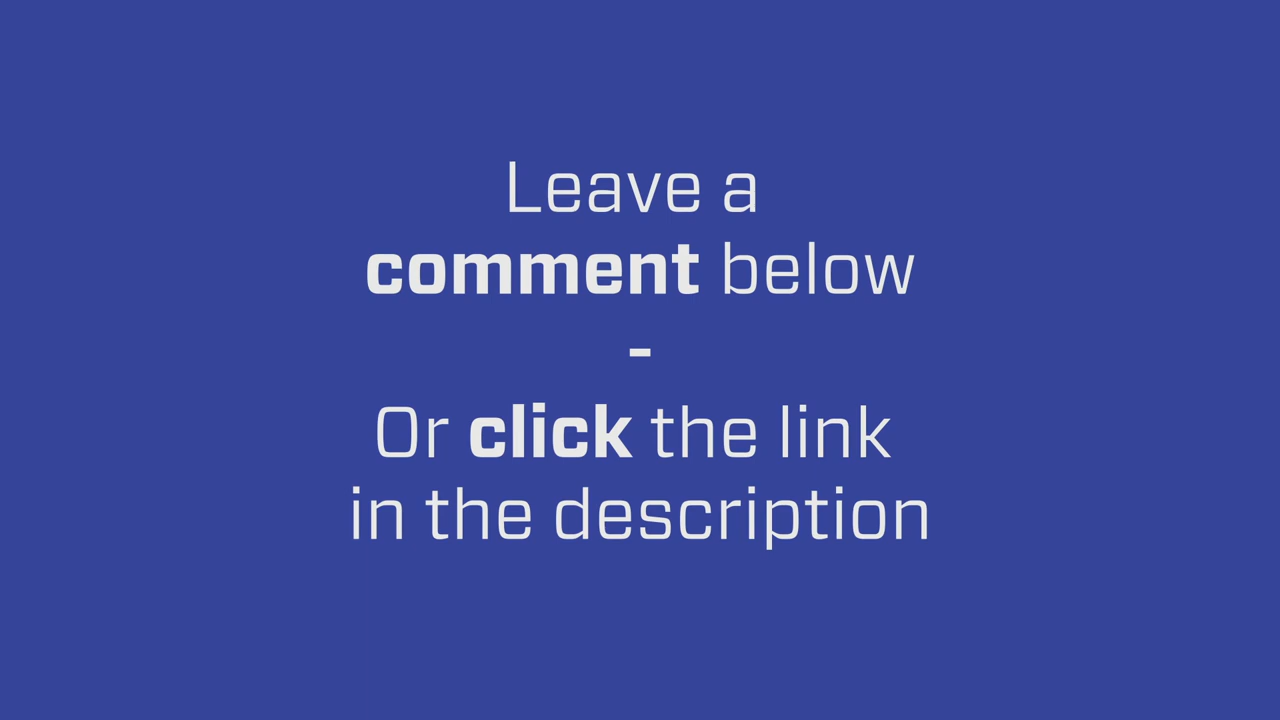 Leave a
comment below
-
Or click the link
in the description